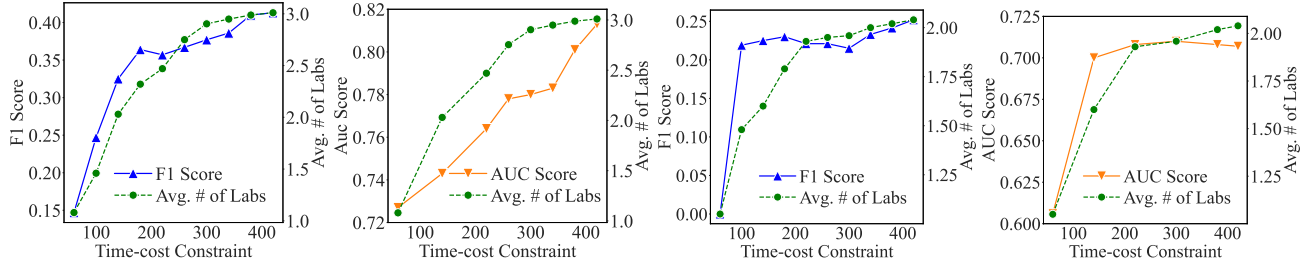 0.40
0.35
0.30
0.25
0.20
0.15
F1 Score
3.0
2.5
2.0
1.5
1.0
Avg. # of Labs
F1 Score
Avg. # of Labs
100 200 300 400
Time-cost Constraint
0.82
0.80
0.78
0.76
0.74
0.72
Auc Score
3.0
2.5
2.0
1.5
1.0
Avg. # of Labs
AUC Score
Avg. # of Labs
100 200 300 400
Time-cost Constraint
0.25
0.20
0.15
0.10
0.05
0.00
F1 Score
2.00
1.75
1.50
1.25
Avg. # of Labs
F1 Score
Avg. # of Labs
100 200 300 400
Time-cost Constraint
0.725
0.700
0.675
0.650
0.625
0.600
AUC Score
2.00
1.75
1.50
1.25
Avg. # of Labs
AUC Score
Avg. # of Labs
100 200 300 400
Time-cost Constraint